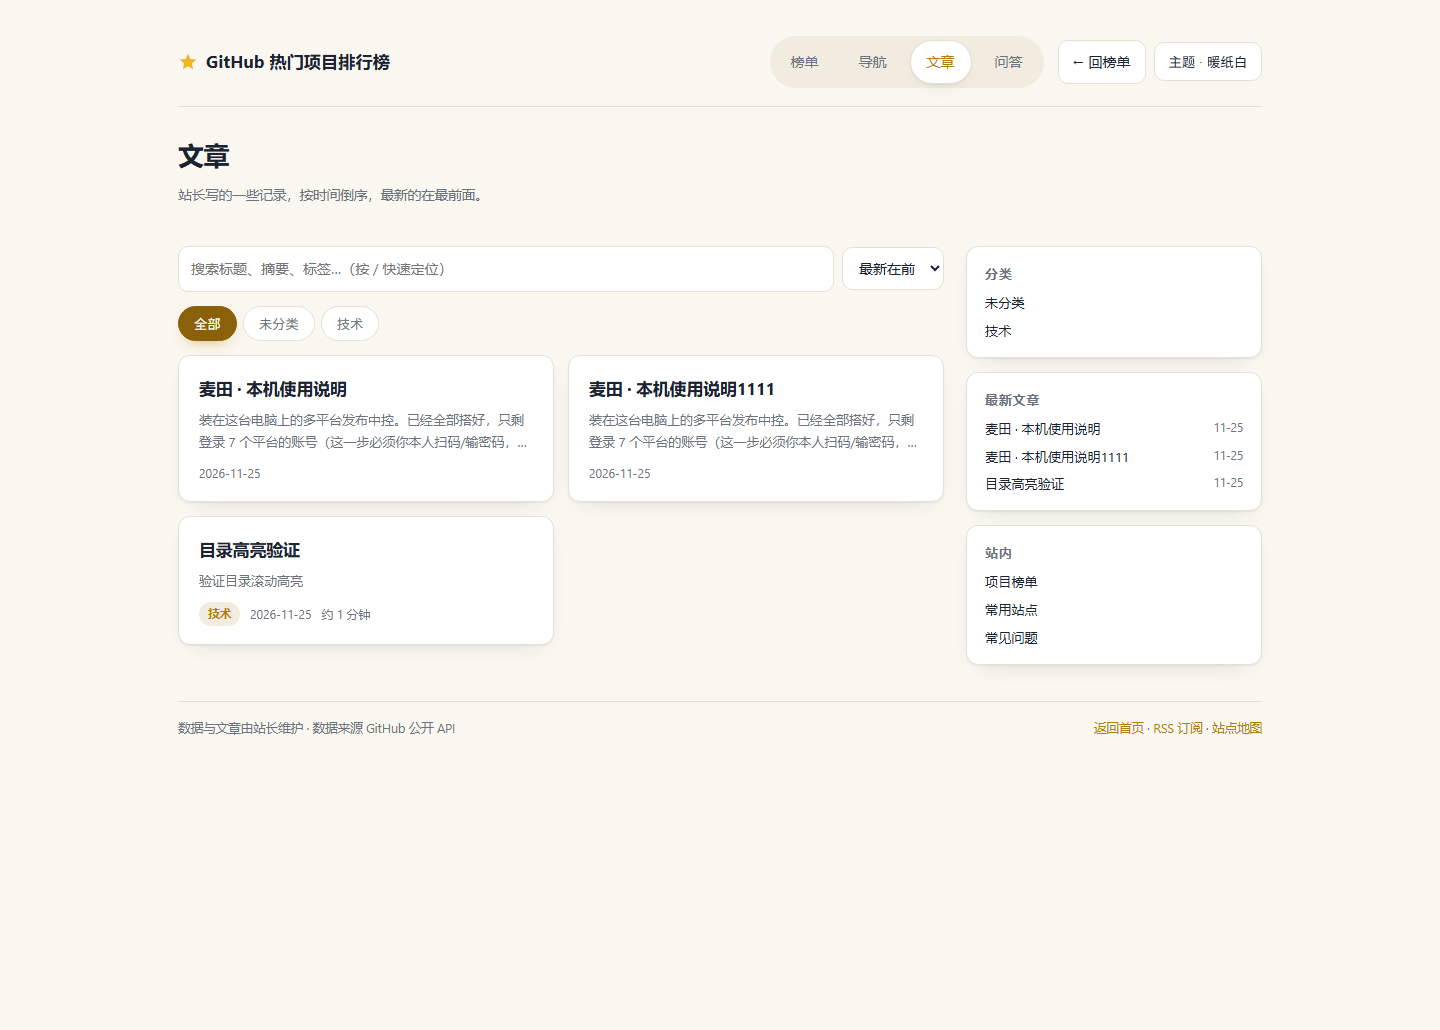 GitHub 热门项目排行榜
榜单 导航 文章 问答 ← 回榜单 主题 · 暖纸白
文章
站长写的一些记录，按时间倒序，最新的在最前面。
搜索标题、摘要、标签...（按 / 快速定位）
最新在前
全部 未分类 技术
麦田 · 本机使用说明
装在这台电脑上的多平台发布中控。已经全部搭好，只剩
登录 7 个平台的账号（这一步必须你本人扫码/输密码，...
2026-11-25
麦田 · 本机使用说明1111
装在这台电脑上的多平台发布中控。已经全部搭好，只剩
登录 7 个平台的账号（这一步必须你本人扫码/输密码，...
2026-11-25
目录高亮验证
验证目录滚动高亮
技术 2026-11-25 约 1 分钟
分类
未分类
技术
最新文章
麦田 · 本机使用说明 11-25
麦田 · 本机使用说明1111 11-25
目录高亮验证 11-25
站内
项目榜单
常用站点
常见问题
数据与文章由站长维护 · 数据来源 GitHub 公开 API
返回首页 · RSS 订阅 · 站点地图